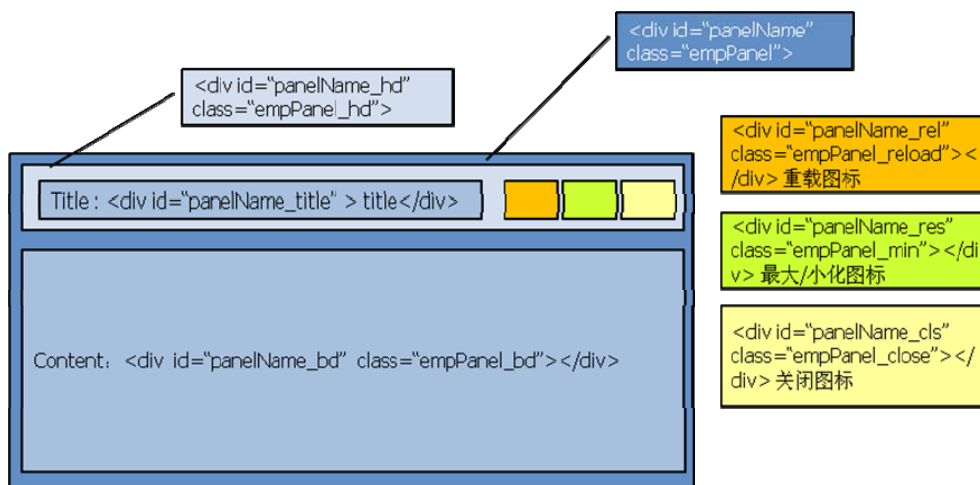 <div id="panelName"
class="empPanel">
<div id="panelName_hd"
class="empPanel_hd">
<div id="panelName_rel"
class="empPanel_reload"><
/div> 重载图标
Title : <div id="panelName_title" > title</div>
<div id="panelName_res"
class="empPanel_min"></di
v> 最大/小化图标
Content: <div id="panelName_bd" class="empPanel_bd"></div>
<div id="panelName_cls"
class="empPanel_close"></
div> 关闭图标